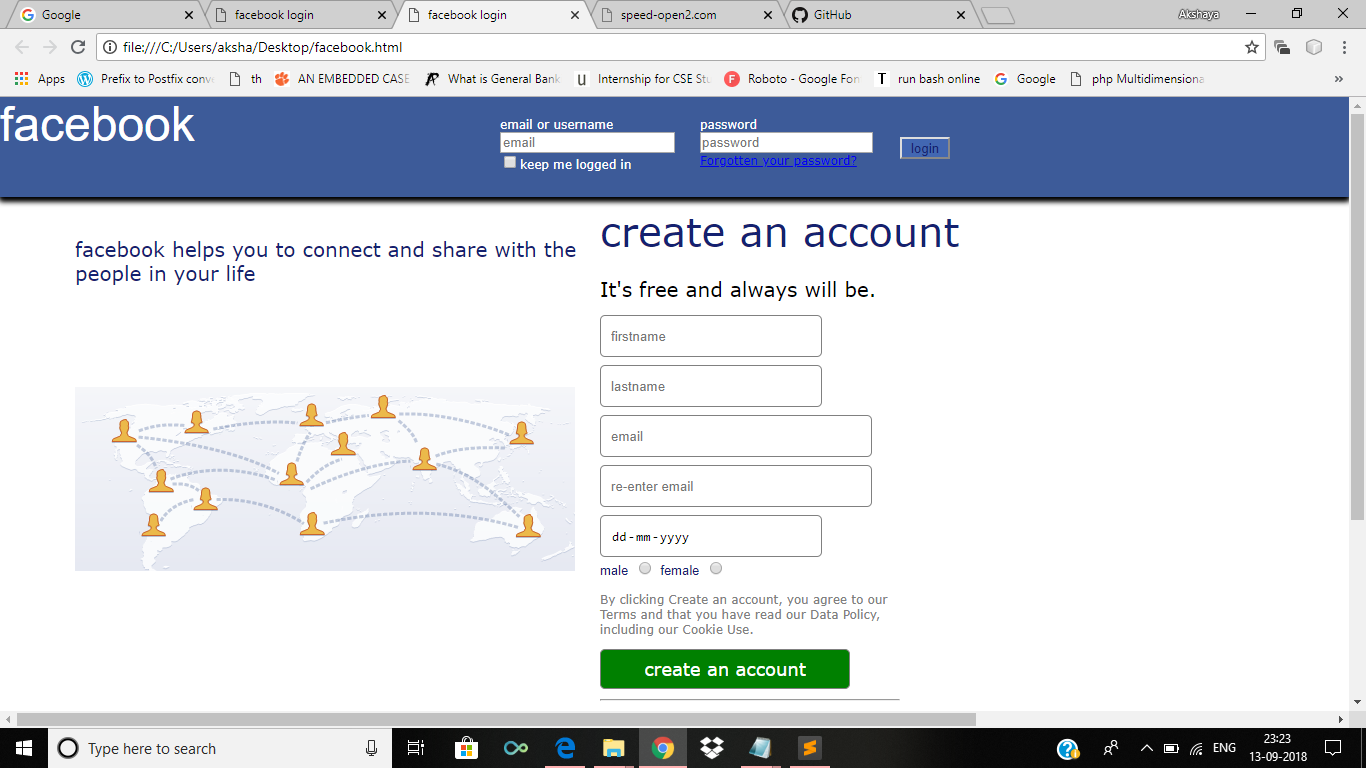 Google
facebook login
facebook login
speed-open2.com
GitHub
Akshaya
file:///C:/Users/aksha/Desktop/facebook.html
Apps
Prefix to Postfix conv
th
AN EMBEDDED CASE
What is General Bank
Internship for CSE Stu
Roboto - Google Fon
run bash online
Google
php Multidimensiona
»
facebook
email or username
password
email
password
login
keep me logged in
Forgotten your password?
create an account
facebook helps you to connect and share with the
people in your life
It's free and always will be.
firstname
lastname
email
re-enter email
dd-mm-yyyy
male
female
By clicking Create an account, you agree to our
Terms and that you have read our Data Policy,
including our Cookie Use.
create an account
Type here to search
ENG
23:23
13-09-2018